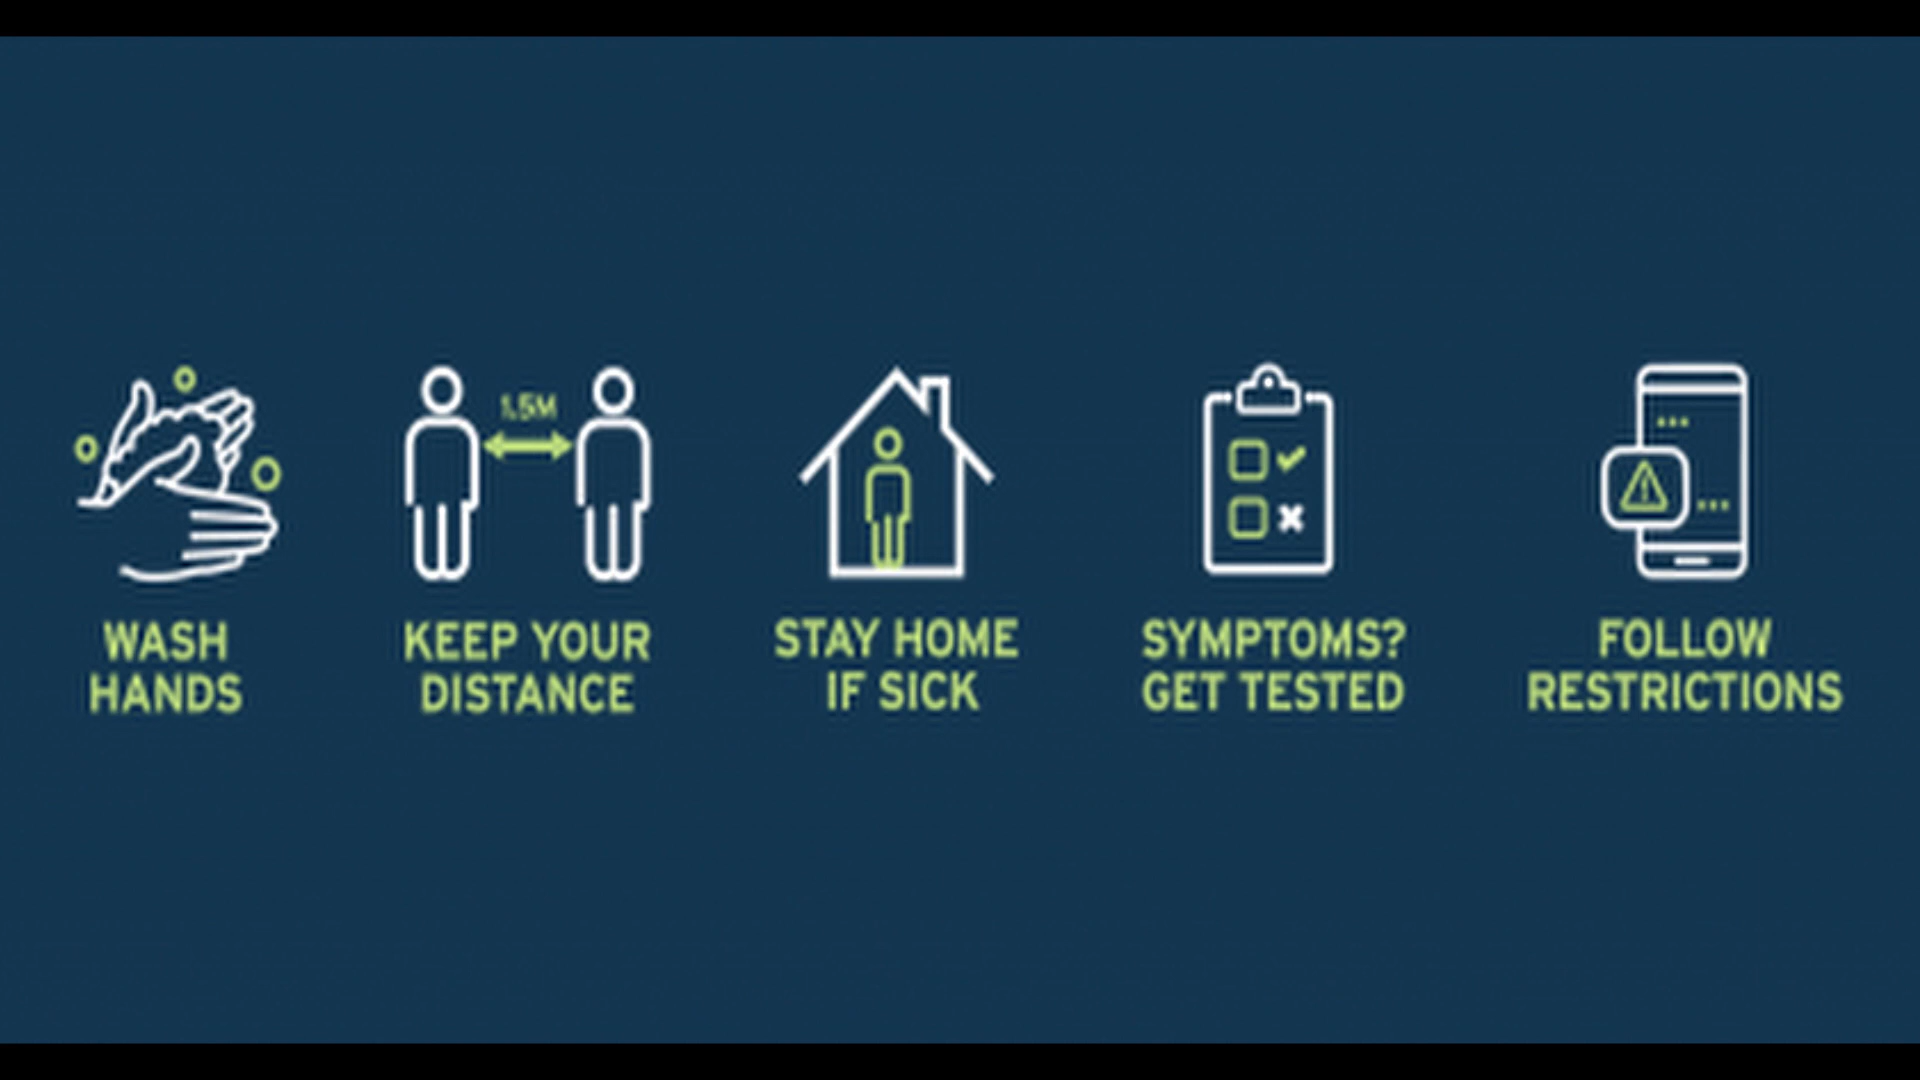 1.5M
WASH
HANDS
KEEP YOUR
DISTANCE
STAY HOME
IF SICK
SYMPTOMS?
GET TESTED
FOLLOW
RESTRICTIONS